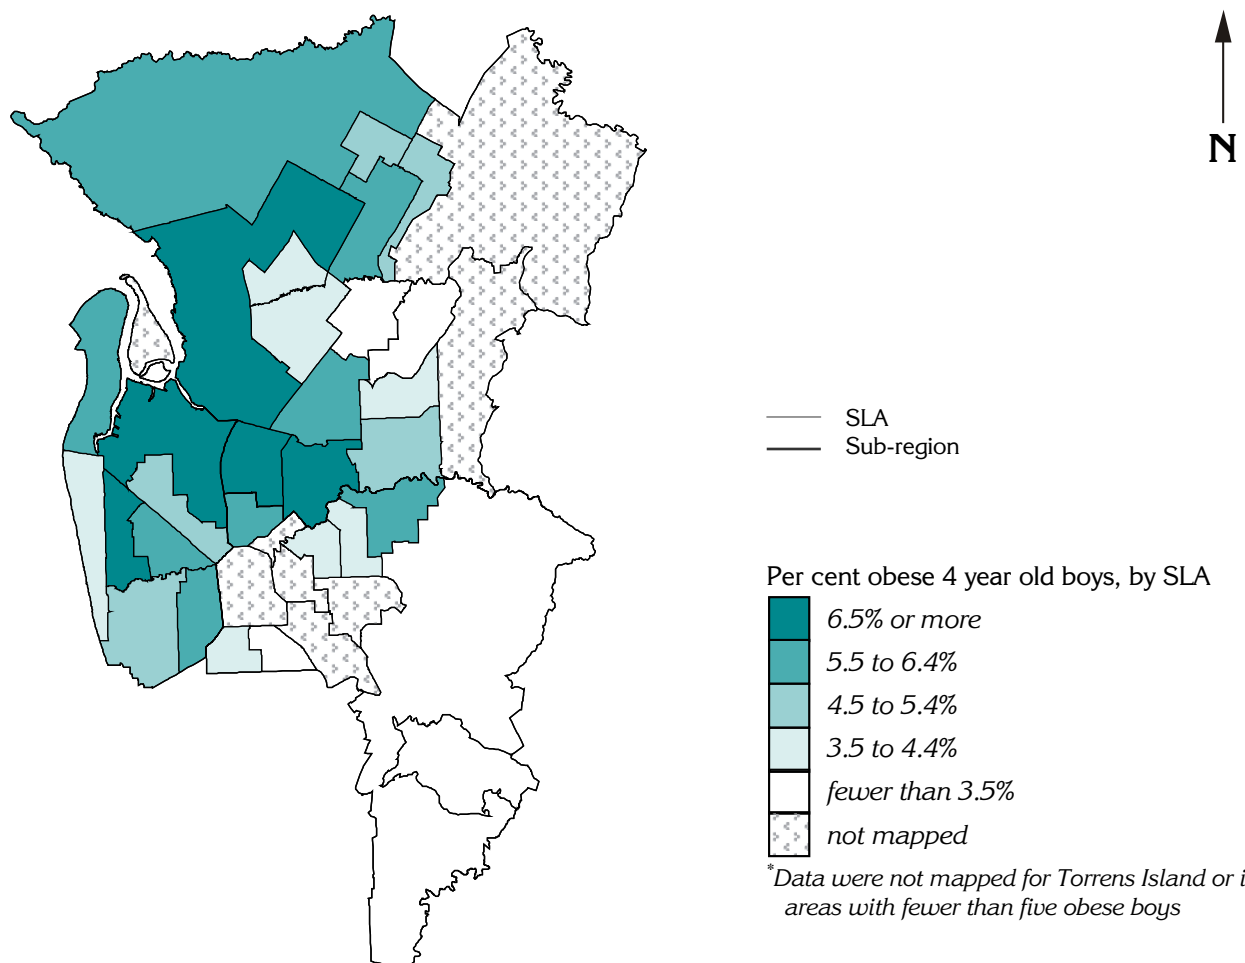 N
SLA
Sub-region
Per cent obese 4 year old boys, by SLA
6.5% or more
5.5 to 6.4%
4.5 to 5.4%
3.5 to 4.4%
fewer than 3.5%
not mapped
*Data were not mapped for Torrens Island or
areas with fewer than five obese boys